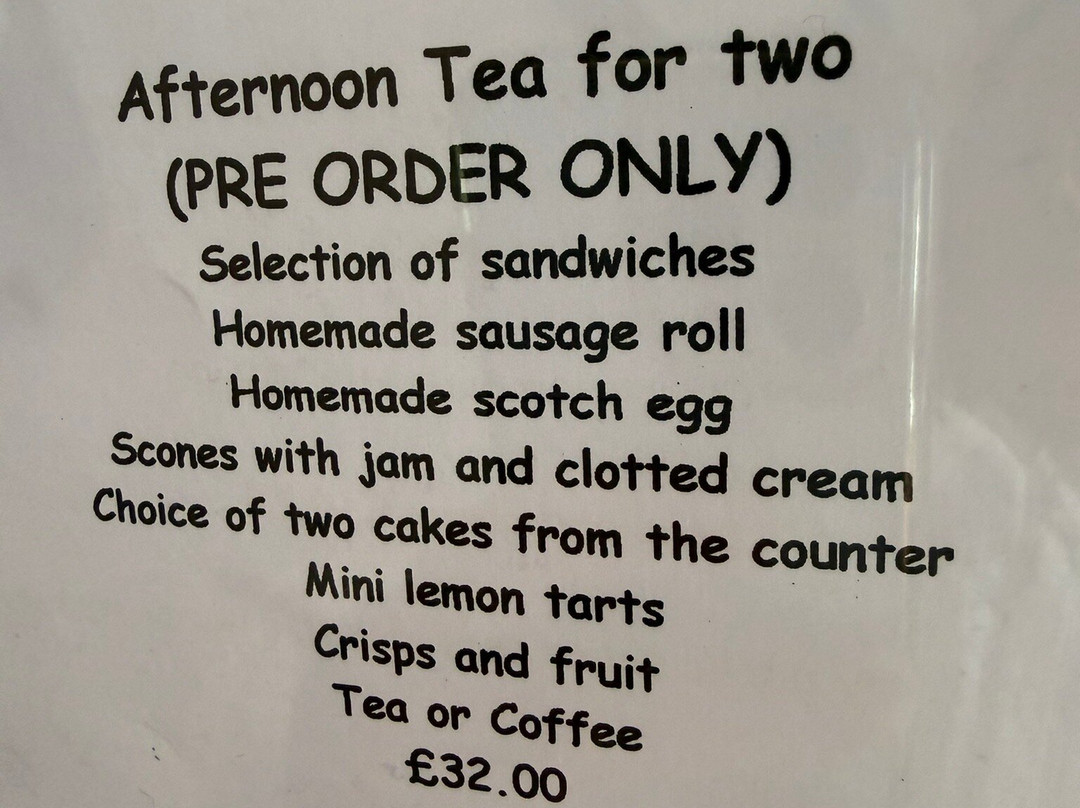 Afternoon Tea for two
(PRE ORDER ONLY)
Selection of sandwiches
Homemade sausage roll
Homemade scotch egg
Scones with jam and clotted cream
Choice of two cakes from the counter
Mini lemon tarts
Crisps and fruit
Tea or Coffee
£32.00